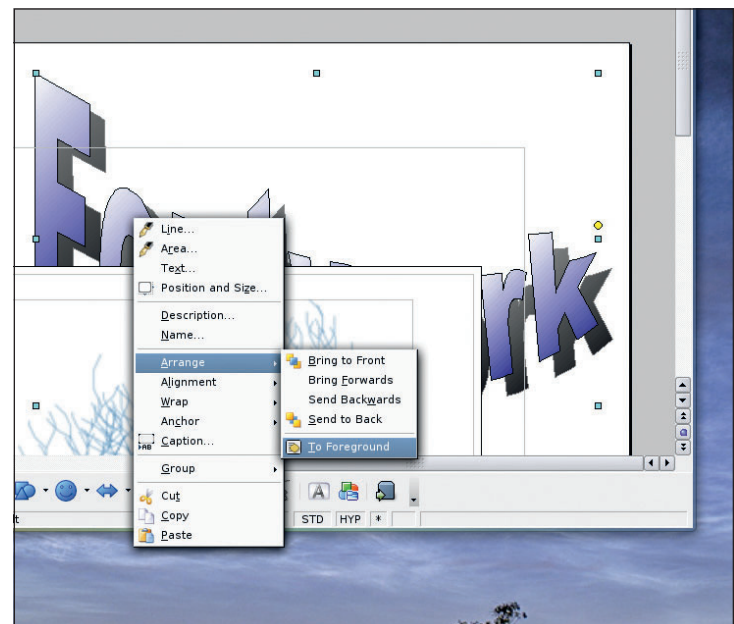 Fontwork
Line...
Area...
Text...
Position and Size...
Description...
Name...
Arrange
Alignment
Wrap
Anchor
Caption...
Group
Cut
Copy
Paste
Bring to Front
Bring Forwards
Send Backwards
Send to Back
To Foreground
STD HYP *